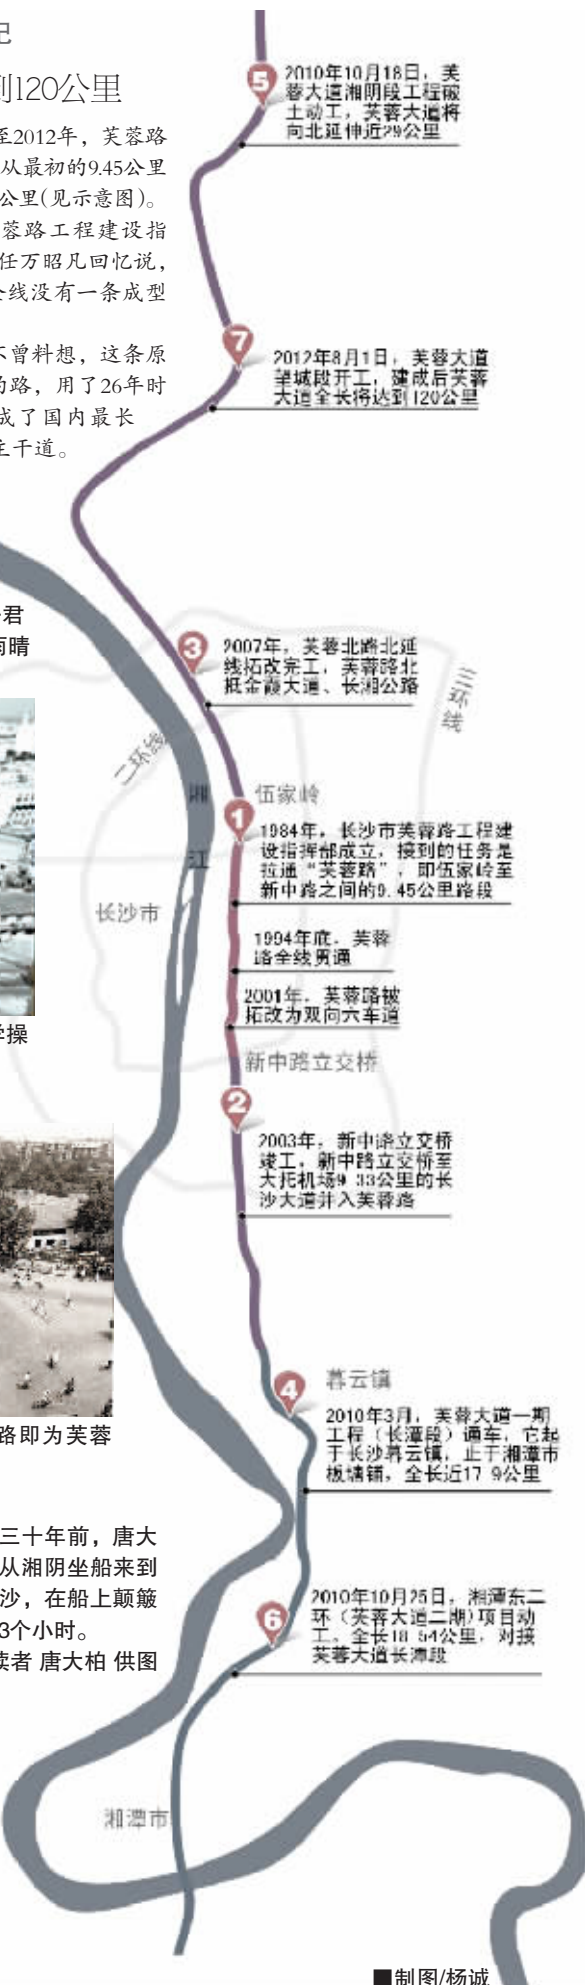 记
到120公里
至2012年，芙蓉路
从最初的9.45公里
公里(见示意图)。
蓉路工程建设指
任万昭凡回忆说，
全线没有一条成型
不曾料想，这条原
的路，用了26年时
成了国内最长
主干道。
君
雨晴
学操
路即为芙蓉
三十年前，唐大
从湘阴坐船来到
沙，在船上颠簸
3个小时。
读者 唐大柏 供图
5
2010年10月18日，芙
蓉大道湘阴段工程破
土动工，芙蓉大道将
向北延伸近29公里
7
2012年8月1日，芙蓉大道
望城段开工，建成后芙蓉
大道全长将达到120公里
3
2007年，芙蓉北路北延
线拓改完工，芙蓉路北
抵金霞大道、长湘公路
三环线
二环线
湘江
伍家岭
1
1984年，长沙市芙蓉路工程建
设指挥部成立，接到的任务是
拉通“芙蓉路”，即伍家岭至
新中路之间的9.45公里路段
长沙市
1994年底，芙蓉
路全线贯通
2001年，芙蓉路被
拓改为双向六车道
新中路立交桥
2
2003年，新中路立交桥
竣工，新中路立交桥至
大托机场9.33公里的长
沙大道并入芙蓉路
暮云镇
4
2010年3月，芙蓉大道一期
工程（长潭段）通车，它起
于长沙暮云镇，止于湘潭市
板塘铺，全长近17.9公里
6
2010年10月25日，湘潭东二
环（芙蓉大道二期)项目动
工，全长18.54公里，对接
芙蓉大道长潭段
湘潭市
■制图/杨诚